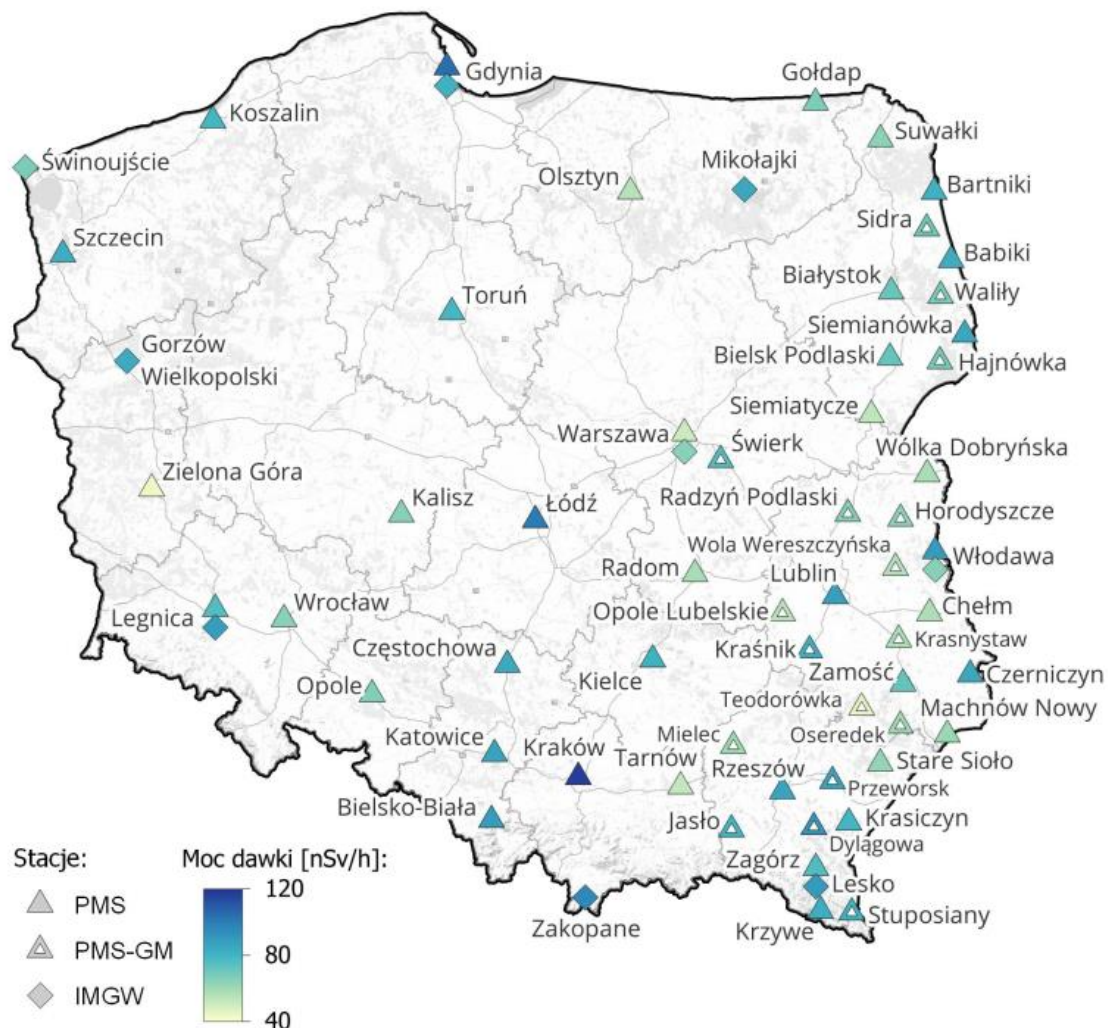 Gdynia
Gołdap
Koszalin
Suwałki
Świnoujście
Mikołajki
Olsztyn
Bartniki
Sidra
Szczecin
Babiki
Białystok
Toruń
Waliły
Siemianówka
Gorzów
Wielkopolski
Bielsk Podlaski
Hajnówka
Siemiatycze
Warszawa
Świerk
Wólka Dobryńska
Zielona Góra
Kalisz
Łódź
Radzyń Podlaski
Horodyszcze
Wola Wereszczyńska
Włodawa
Radom
Lublin
Legnica
Wrocław
Opole Lubelskie
Chełm
Krasnystaw
Częstochowa
Kraśnik
Kielce
Zamość
Czerniczyn
Opole
Teodorówka
Machnów Nowy
Oseredek
Katowice
Kraków
Mielec
Tarnów
Rzeszów
Stare Sioło
Przeworsk
Bielsko-Biała
Jasło
Krasiczyn
Dylągowa
Zagórz
Lesko
Zakopane
Krzywe
Stuposiany
Stacje:
PMS
PMS-GM
IMGW
Moc dawki [nSv/h]:
120
80
40